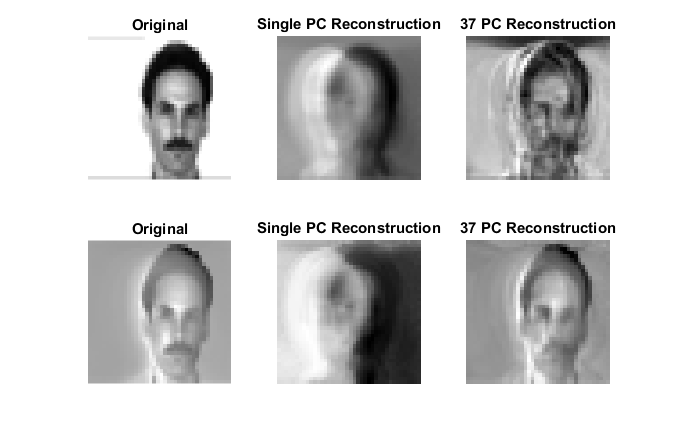 Original
Single PC Reconstruction
37 PC Reconstruction
Original
Single PC Reconstruction
37 PC Reconstruction